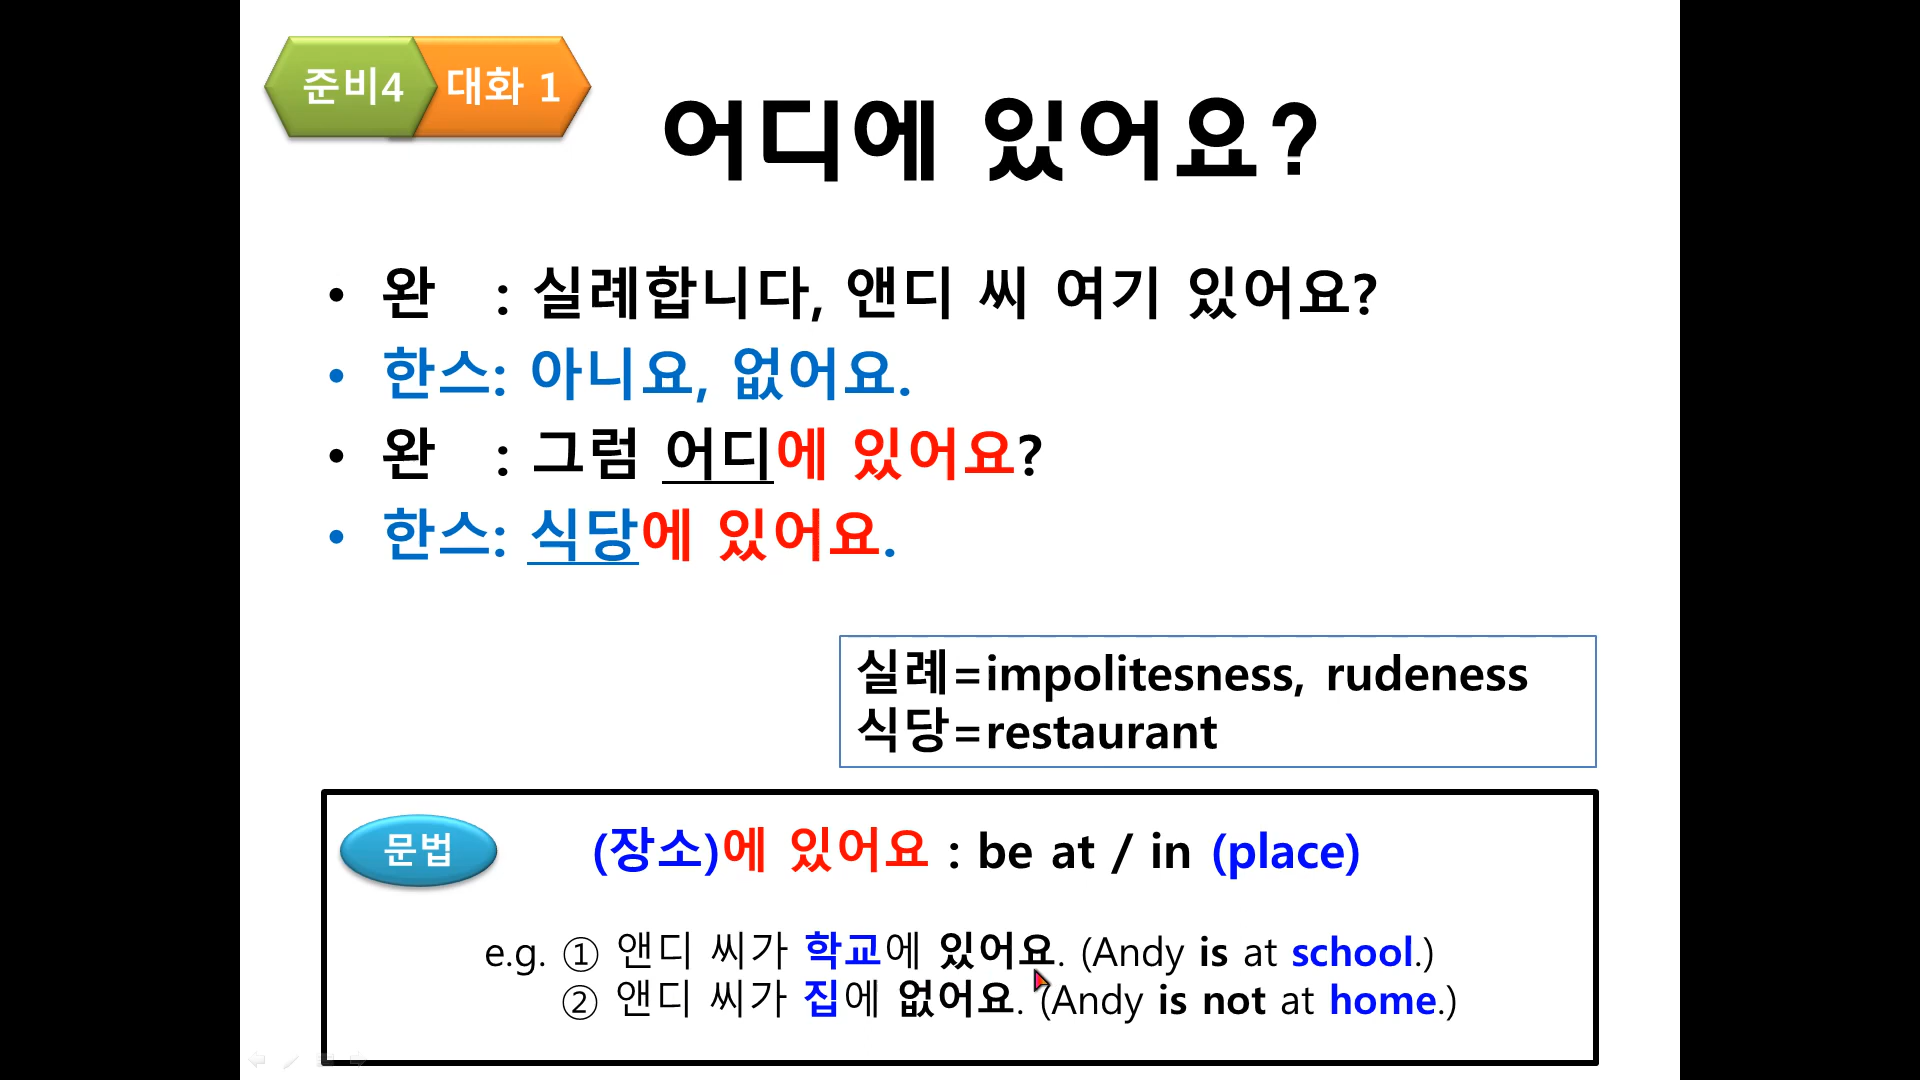 준비4 대화 1
어디에 있어요?
• 완 : 실례합니다, 앤디 씨 여기 있어요?
• 한스: 아니요, 없어요.
• 완 : 그럼 어디에 있어요?
• 한스: 식당에 있어요.
실례=impolitesness, rudeness
식당=restaurant
문법 (장소)에 있어요 : be at / in (place)
e.g. ① 앤디 씨가 학교에 있어요. (Andy is at school.)
② 앤디 씨가 집에 없어요. (Andy is not at home.)